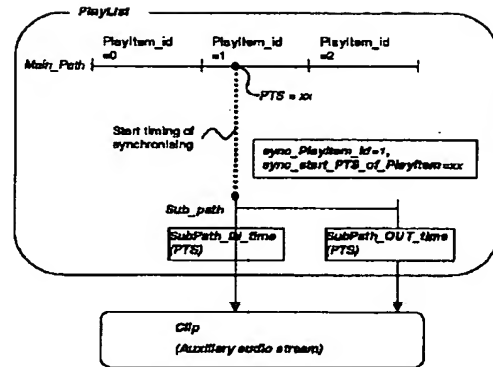 PlayList
PlayItem_id =0
PlayItem_id =1
PlayItem_id =2
Main_Path
PTS = xx
Start timing of
synchronising
sync_PlayItem_id=1,
sync_start_PTS_of_PlayItem=xx
Sub_path
SubPath_IN_time
(PTS)
SubPath_OUT_time
(PTS)
Clip
(Auxiliary audio stream)